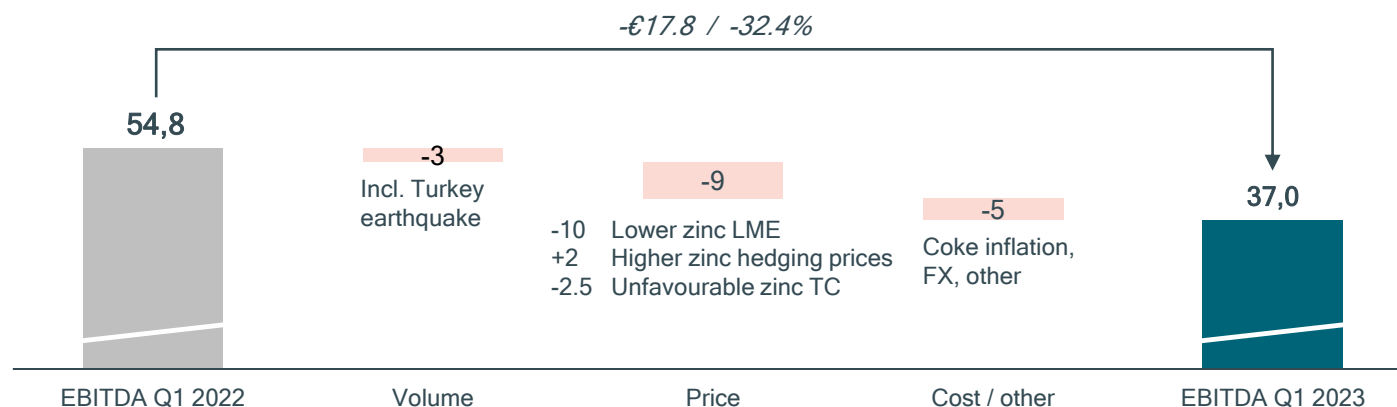 -€17.8 / -32.4%
54,8
-3
Incl. Turkey
earthquake
-9
-10 Lower zinc LME
+2 Higher zinc hedging prices
-2.5 Unfavourable zinc TC
-5
Coke inflation,
FX, other
37,0
EBITDA Q1 2022
Volume
Price
Cost / other
EBITDA Q1 2023